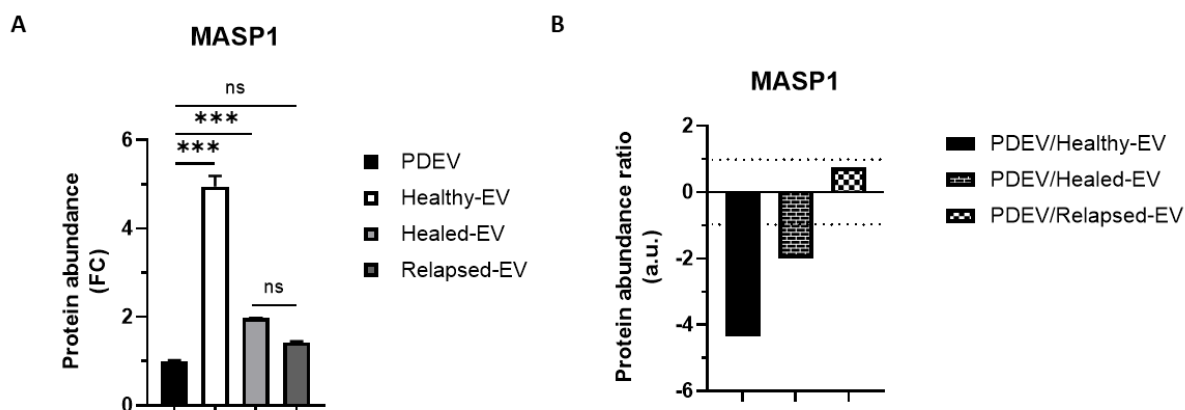 A
MASP1
ns
***
***
6
4
2
0
Protein abundance
(FC)
ns
PDEV
Healthy-EV
Healed-EV
Relapsed-EV
B
MASP1
2
0
-2
-4
-6
Protein abundance ratio
(a.u.)
PDEV/Healthy-EV
PDEV/Healed-EV
PDEV/Relapsed-EV